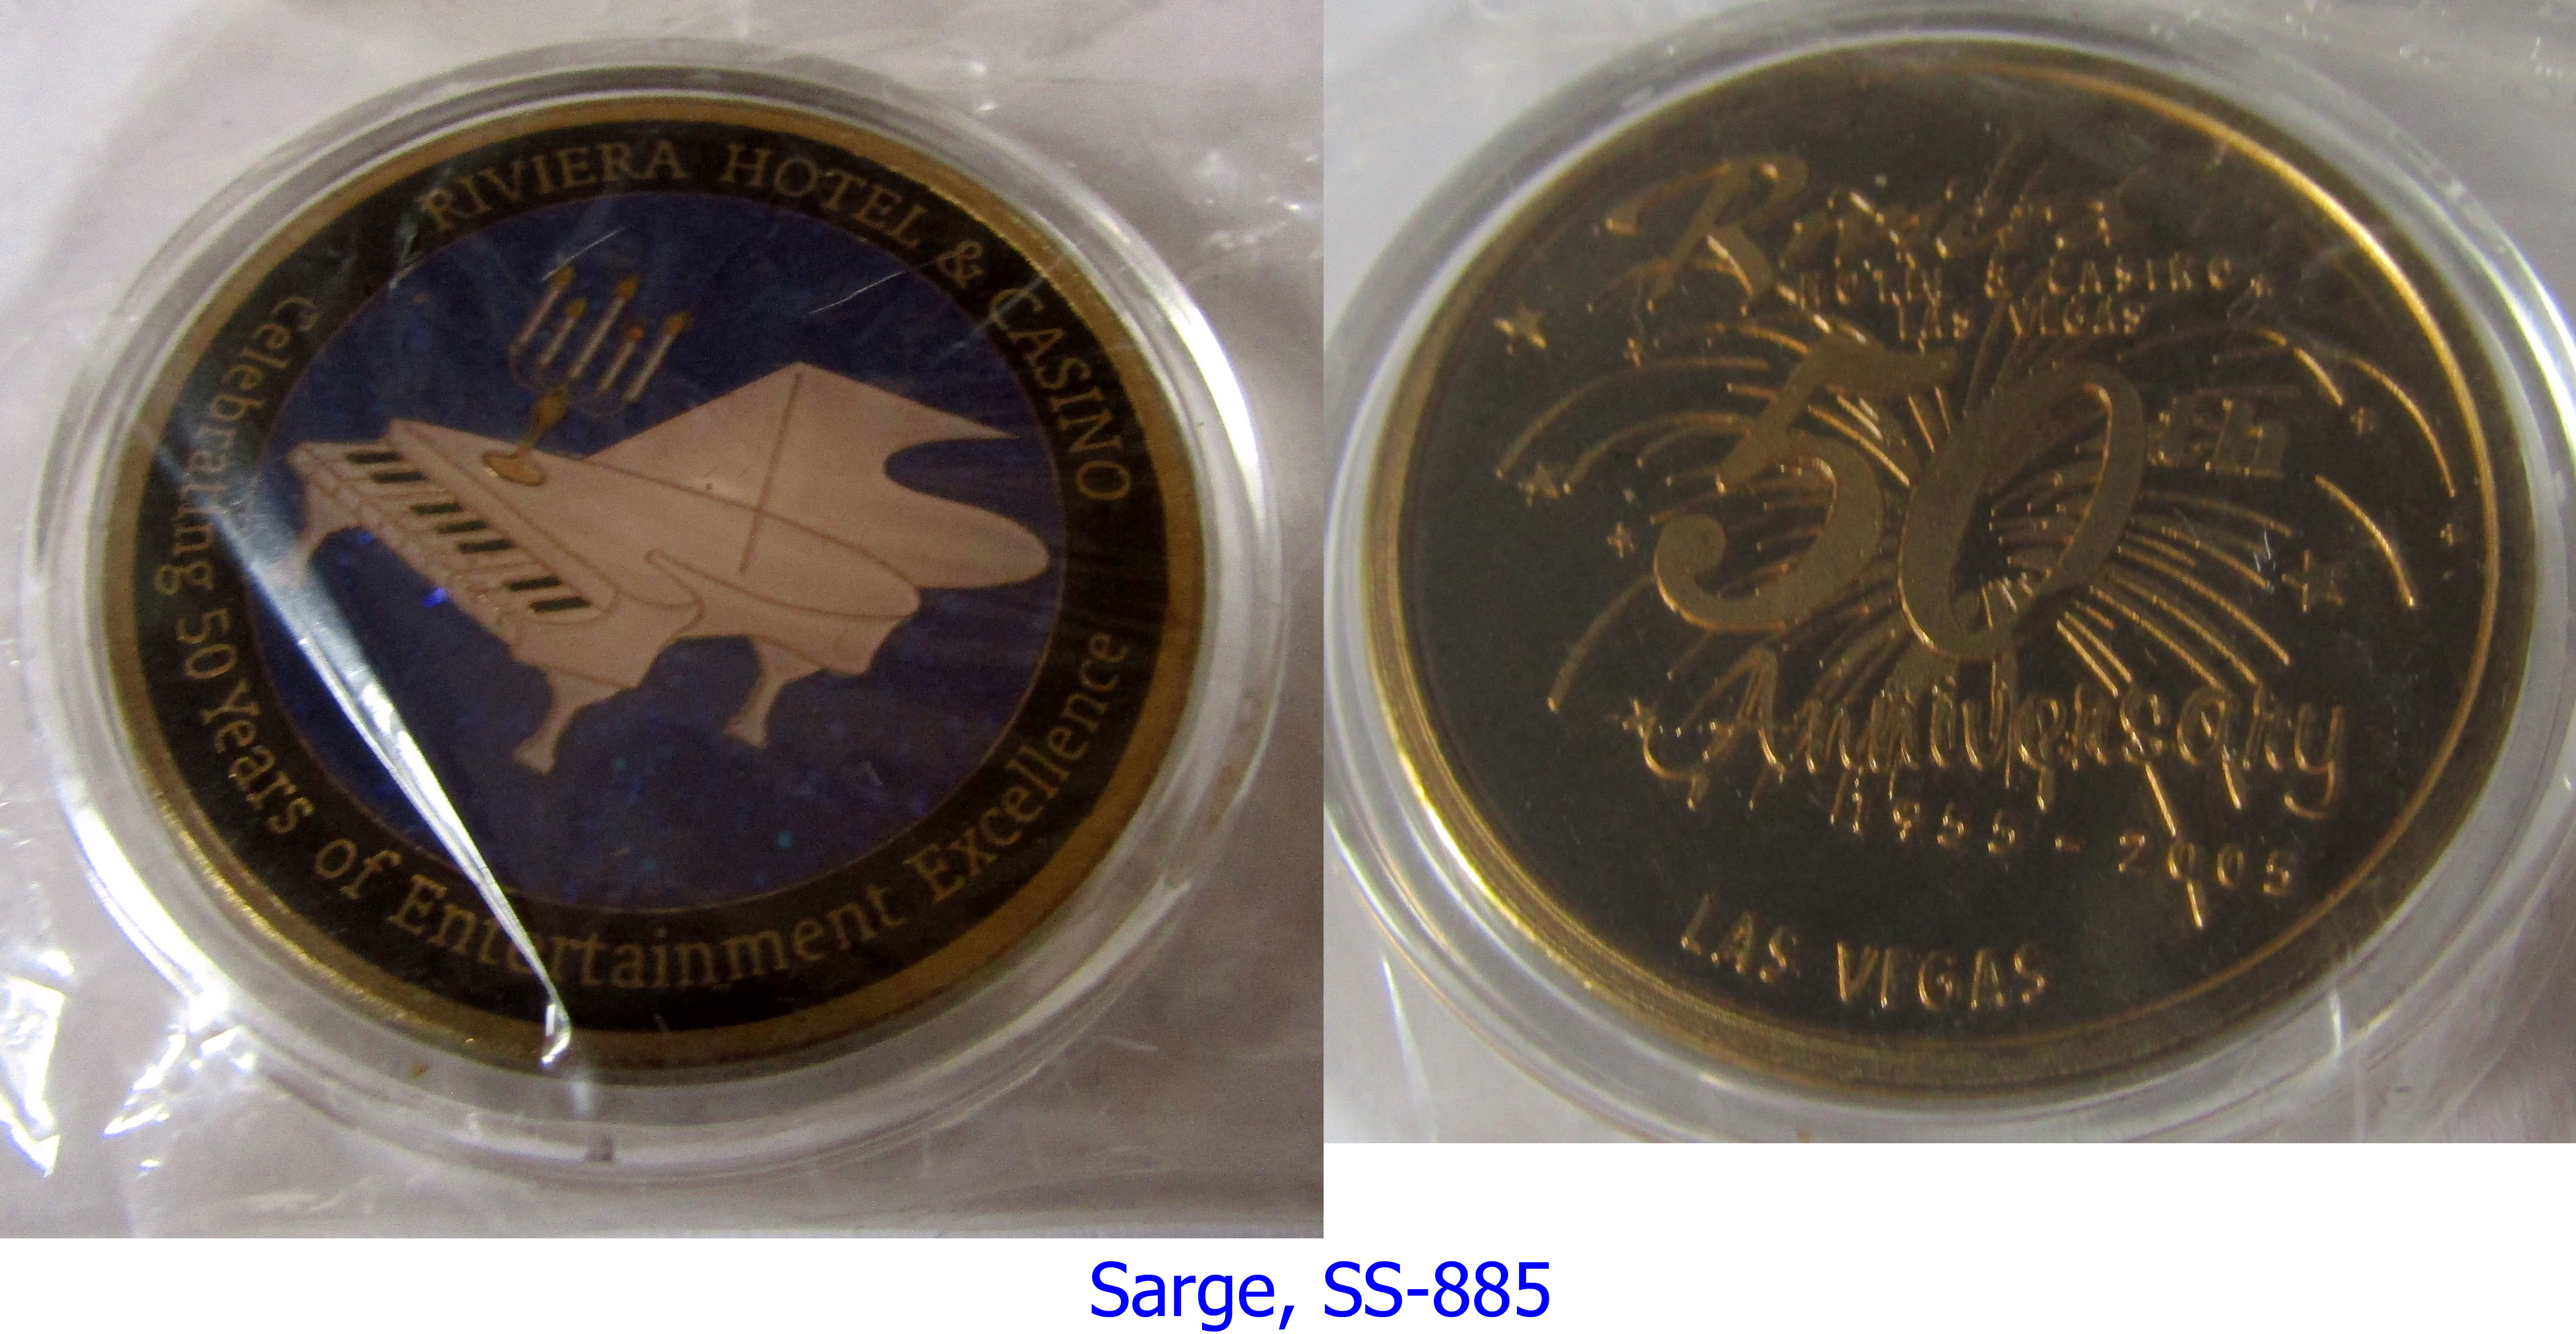 RIVIERA HOTEL & CASINO
Celebrating 50 Years of Entertainment Excellence
Riviera
HOTEL & CASINO
LAS VEGAS
50th
Anniversary
1955 - 2005
LAS VEGAS
Sarge, SS-885